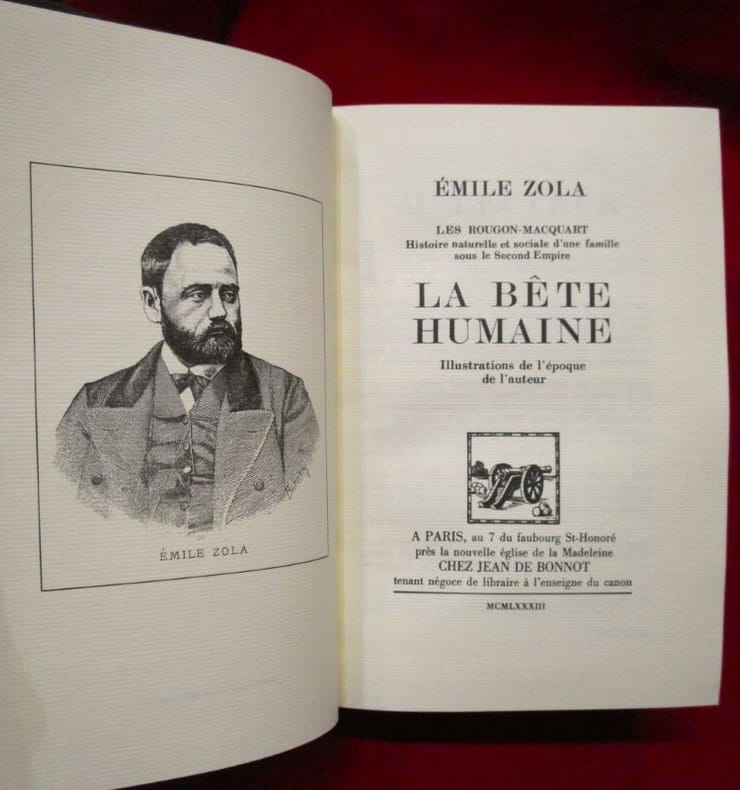 ÉMILE ZOLA
ÉMILE ZOLA
LES ROUGON-MACQUART
Histoire naturelle et sociale d'une famille
sous le Second Empire
LA BÊTE
HUMAINE
Illustrations de l'époque
de l'auteur
A PARIS, au 7 du faubourg St-Honoré
près la nouvelle église de la Madeleine
CHEZ JEAN DE BONNOT
tenant négoce de libraire à l'enseigne du canon
MCMLXXXIII